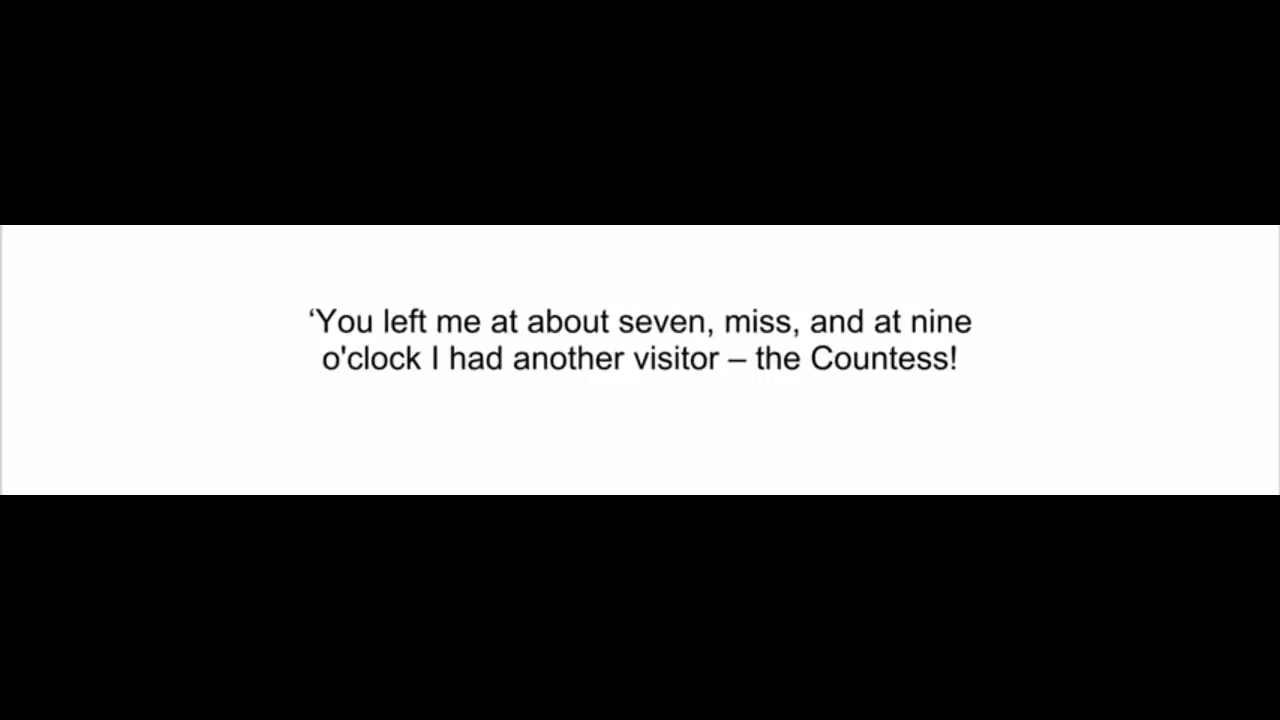 ‘You left me at about seven, miss, and at nine
o'clock I had another visitor – the Countess!